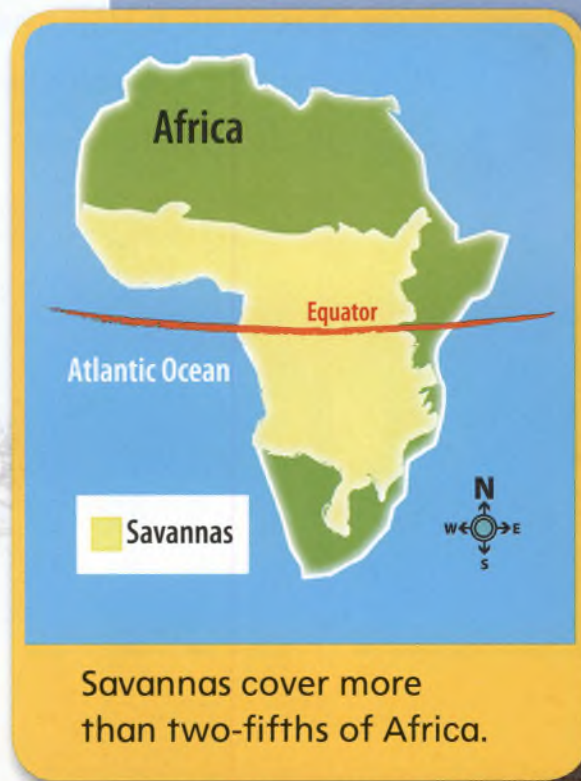 Africa
Equator
Atlantic Ocean
Savannas
N
W E
S
Savannas cover more
than two-fifths of Africa.